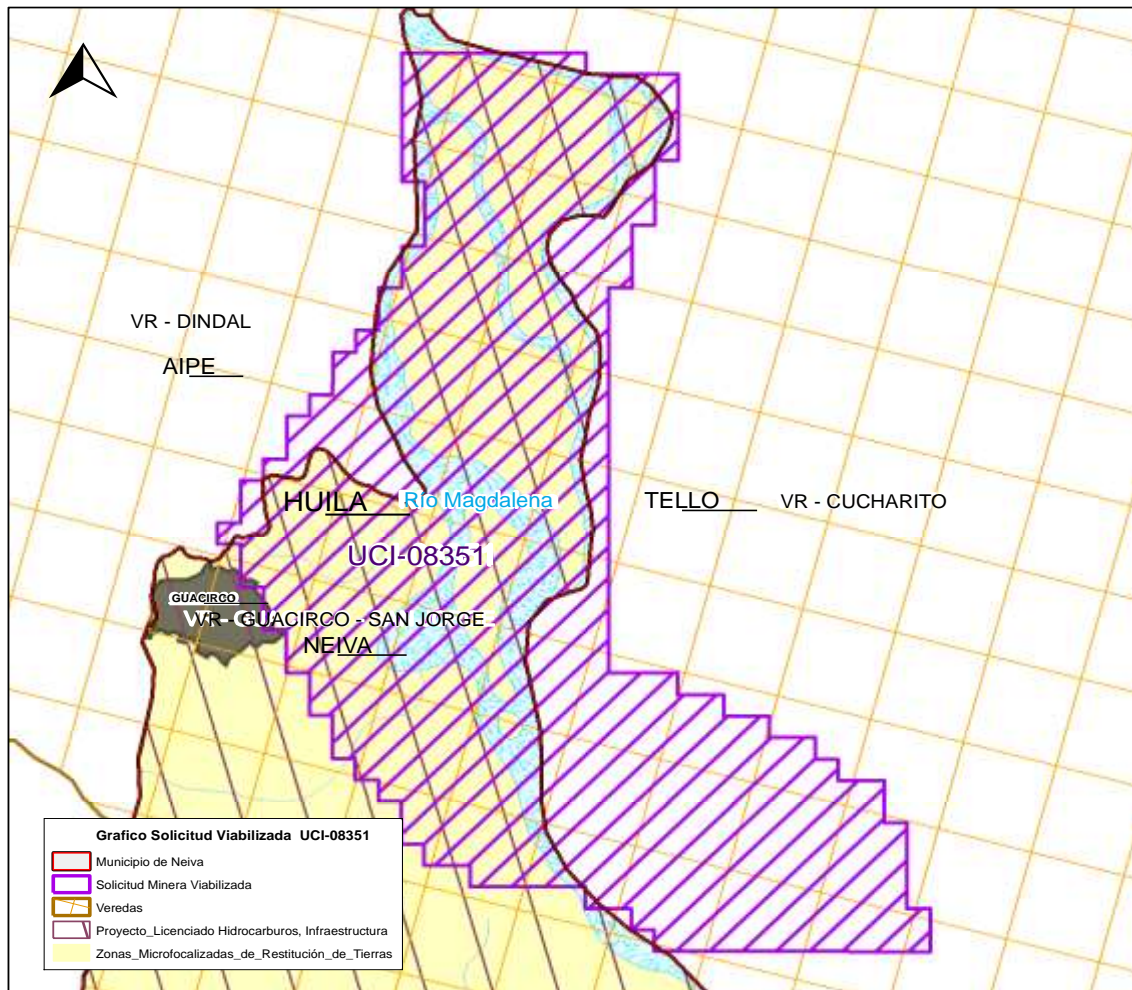 VR - DINDAL
AIPE
HUILA
Río Magdalena
TELLO
VR - CUCHARITO
UCI-08351
GUACIRCO
VR - GUACIRCO - SAN JORGE
NEIVA
Grafico Solicitud Viabilizada UCI-08351
Municipio de Neiva
Solicitud Minera Viabilizada
Veredas
Proyecto_Licenciado Hidrocarburos, Infraestructura
Zonas_Microfocalizadas_de_Restitución_de_Tierras